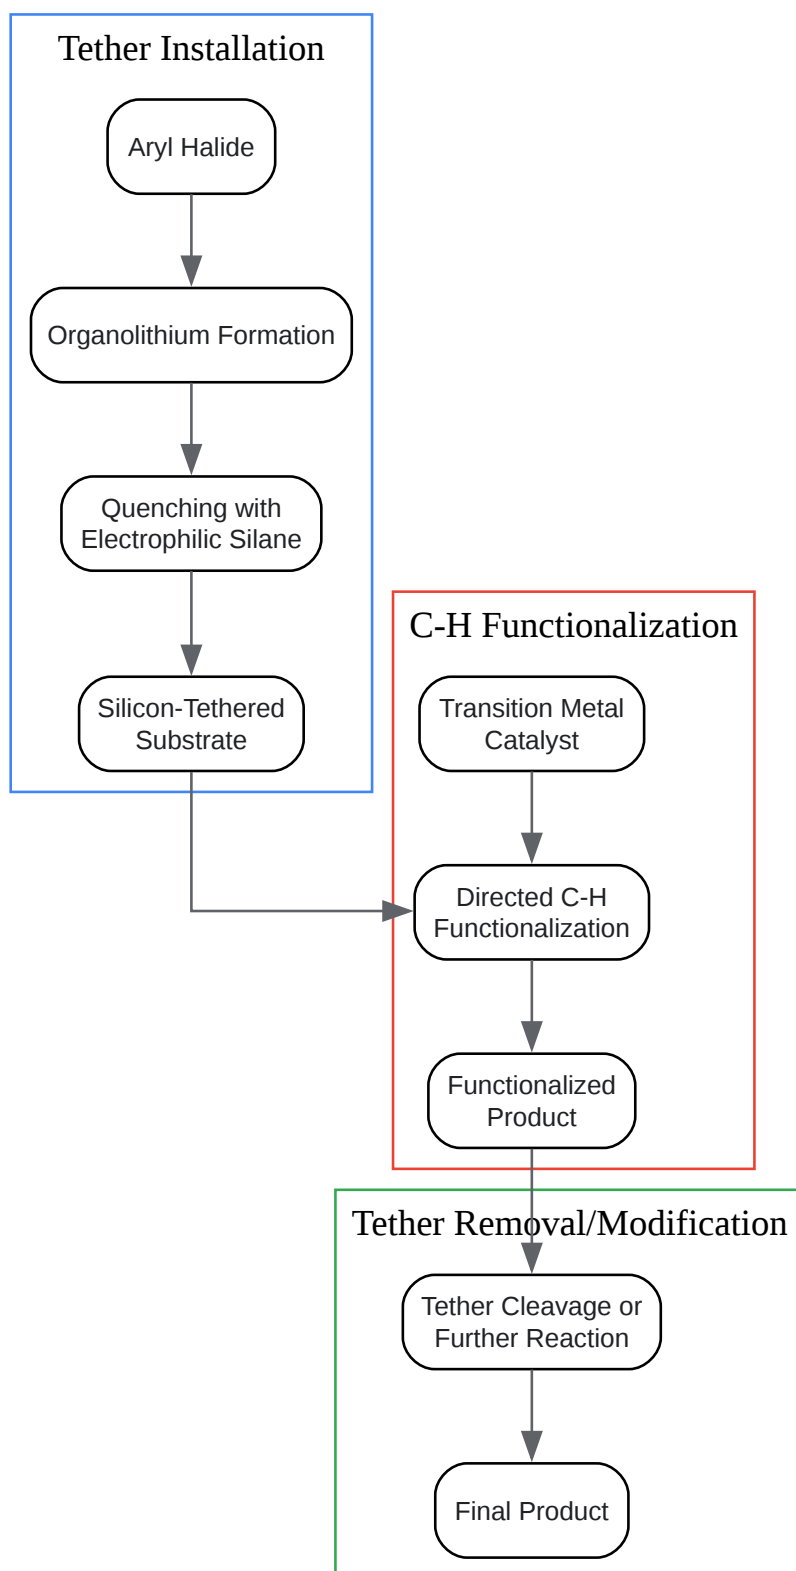 Tether Installation
Aryl Halide
Organolithium Formation
Quenching with
Electrophilic Silane
Silicon-Tethered
Substrate
C-H Functionalization
Transition Metal
Catalyst
Directed C-H
Functionalization
Functionalized
Product
Tether Removal/Modification
Tether Cleavage or
Further Reaction
Final Product